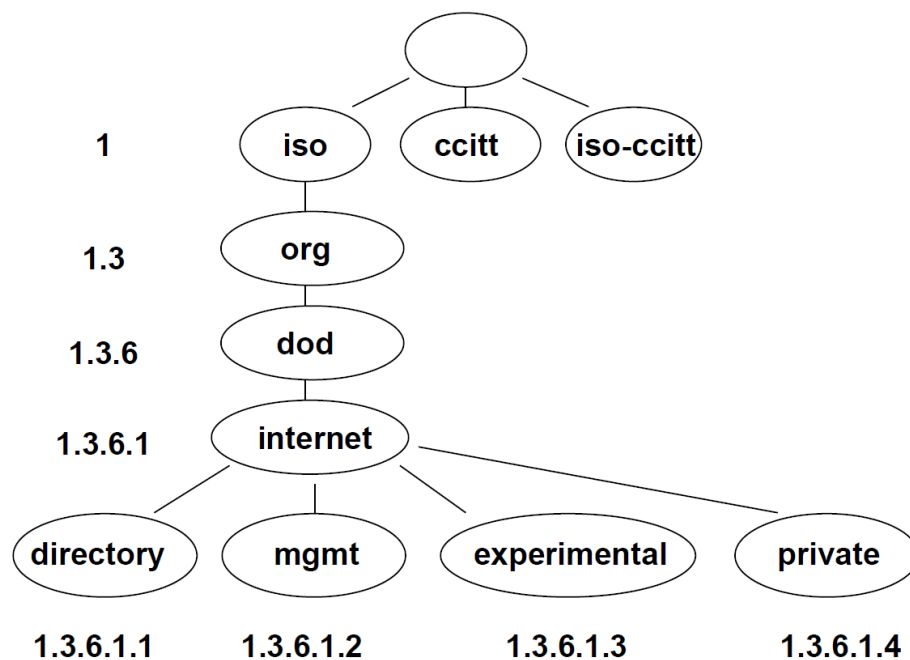 1 iso ccitt iso-ccitt
1.3 org
1.3.6 dod
1.3.6.1 internet
directory mgmt experimental private
1.3.6.1.1 1.3.6.1.2 1.3.6.1.3 1.3.6.1.4